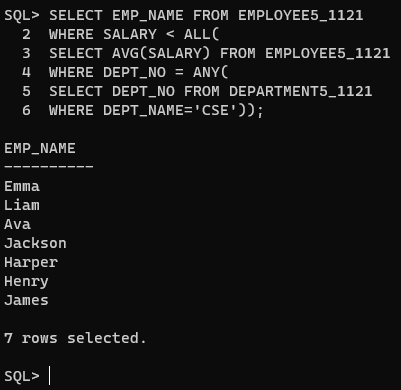 SQL> SELECT EMP_NAME FROM EMPLOYEE5_1121
2 WHERE SALARY < ALL(
3 SELECT AVG(SALARY) FROM EMPLOYEE5_1121
4 WHERE DEPT_NO = ANY(
5 SELECT DEPT_NO FROM DEPARTMENT5_1121
6 WHERE DEPT_NAME='CSE'));
EMP_NAME
----------
Emma
Liam
Ava
Jackson
Harper
Henry
James
7 rows selected.
SQL>